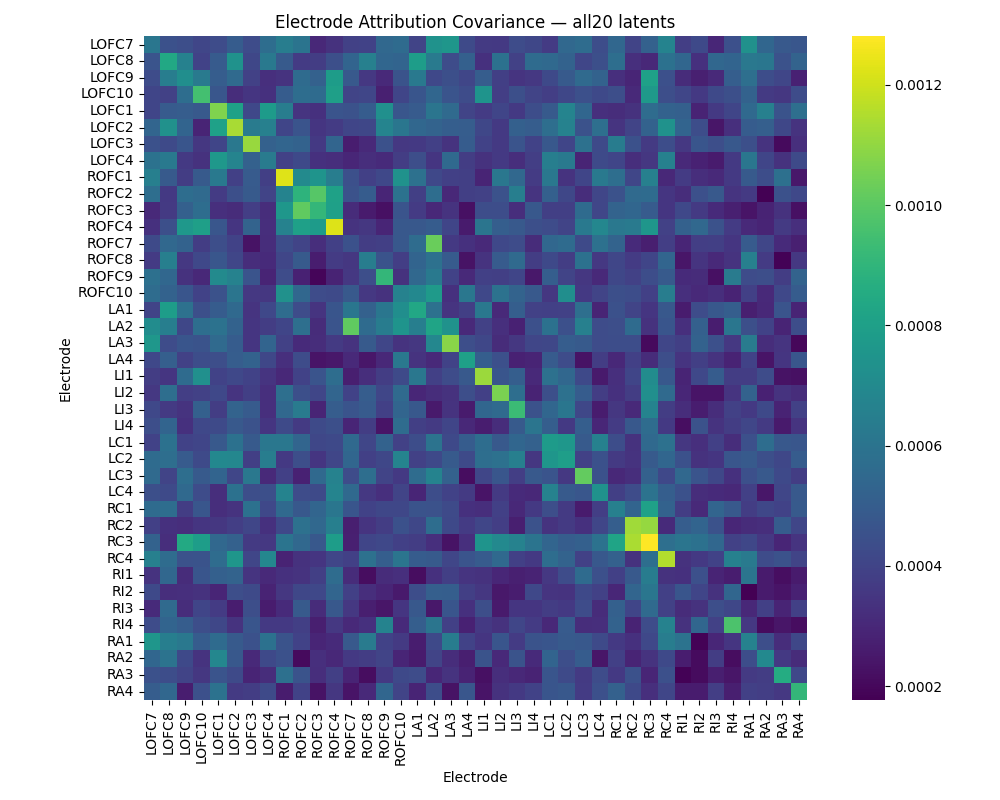 Electrode Attribution Covariance — all20 latents
Electrode
LOFC7
LOFC8
LOFC9
LOFC10
LOFC1
LOFC2
LOFC3
LOFC4
ROFC1
ROFC2
ROFC3
ROFC4
ROFC7
ROFC8
ROFC9
ROFC10
LA1
LA2
LA3
LA4
LI1
LI2
LI3
LI4
LC1
LC2
LC3
LC4
RC1
RC2
RC3
RC4
RI1
RI2
RI3
RI4
RA1
RA2
RA3
RA4
LOFC7
LOFC8
LOFC9
LOFC10
LOFC1
LOFC2
LOFC3
LOFC4
ROFC1
ROFC2
ROFC3
ROFC4
ROFC7
ROFC8
ROFC9
ROFC10
LA1
LA2
LA3
LA4
LI1
LI2
LI3
LI4
LC1
LC2
LC3
LC4
RC1
RC2
RC3
RC4
RI1
RI2
RI3
RI4
RA1
RA2
RA3
RA4
Electrode
0.0012
0.0010
0.0008
0.0006
0.0004
0.0002